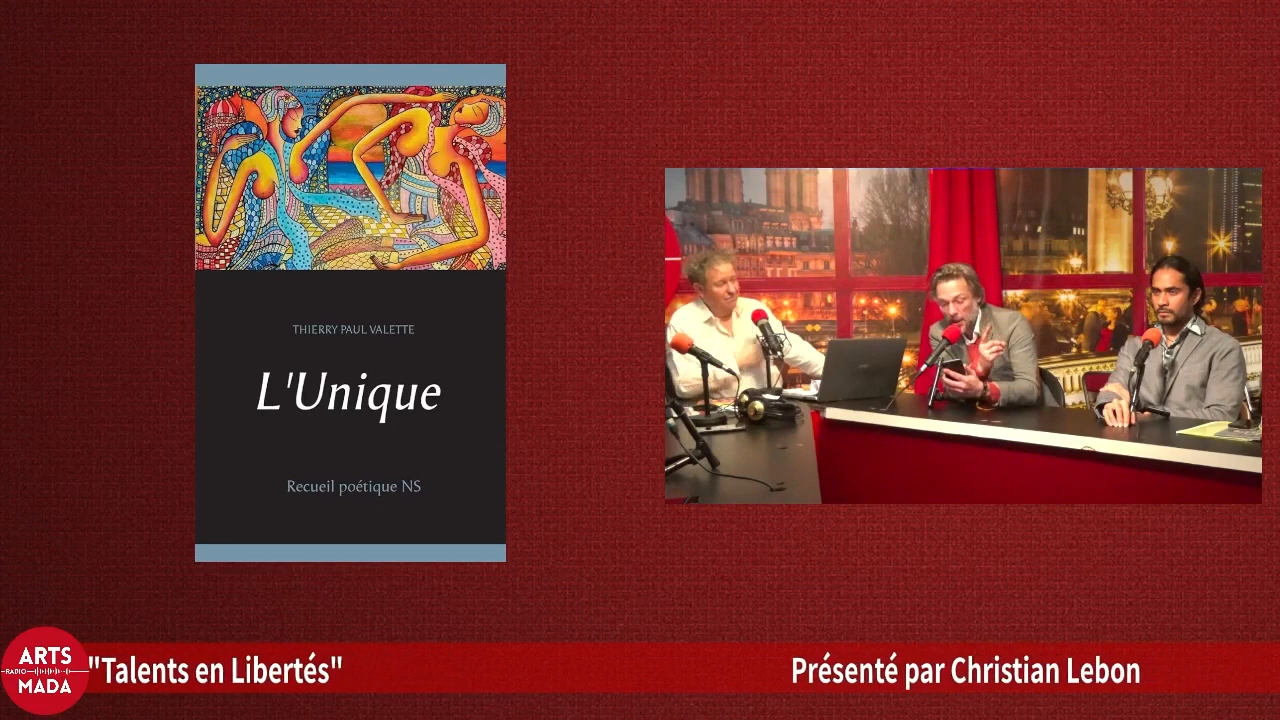 THIERRY PAUL VALETTE
L'Unique
Recueil poétique NS
ARTS
RADIO
MADA
"Talents en Libertés"
Présenté par Christian Lebon